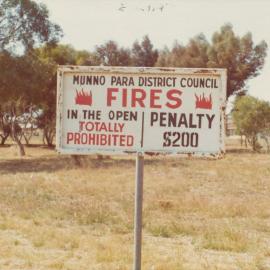 MUNNO PARA DISTRICT COUNCIL
FIRES
IN THE OPEN
TOTALLY
PROHIBITED
PENALTY
$200